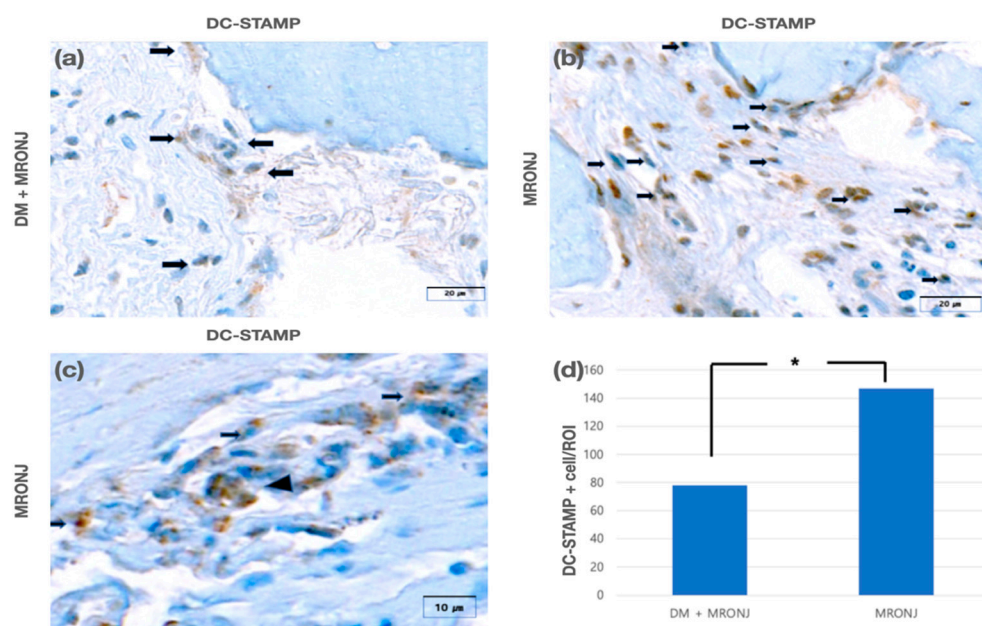 DC-STAMP
DC-STAMP
(a)
(b)
DM + MRONJ
MRONJ
20 µm
20 µm
DC-STAMP
(c)
(d)
MRONJ
10 µm
DC-STAMP + cell/ROI
160
140
120
100
80
60
40
20
0
*
DM + MRONJ
MRONJ